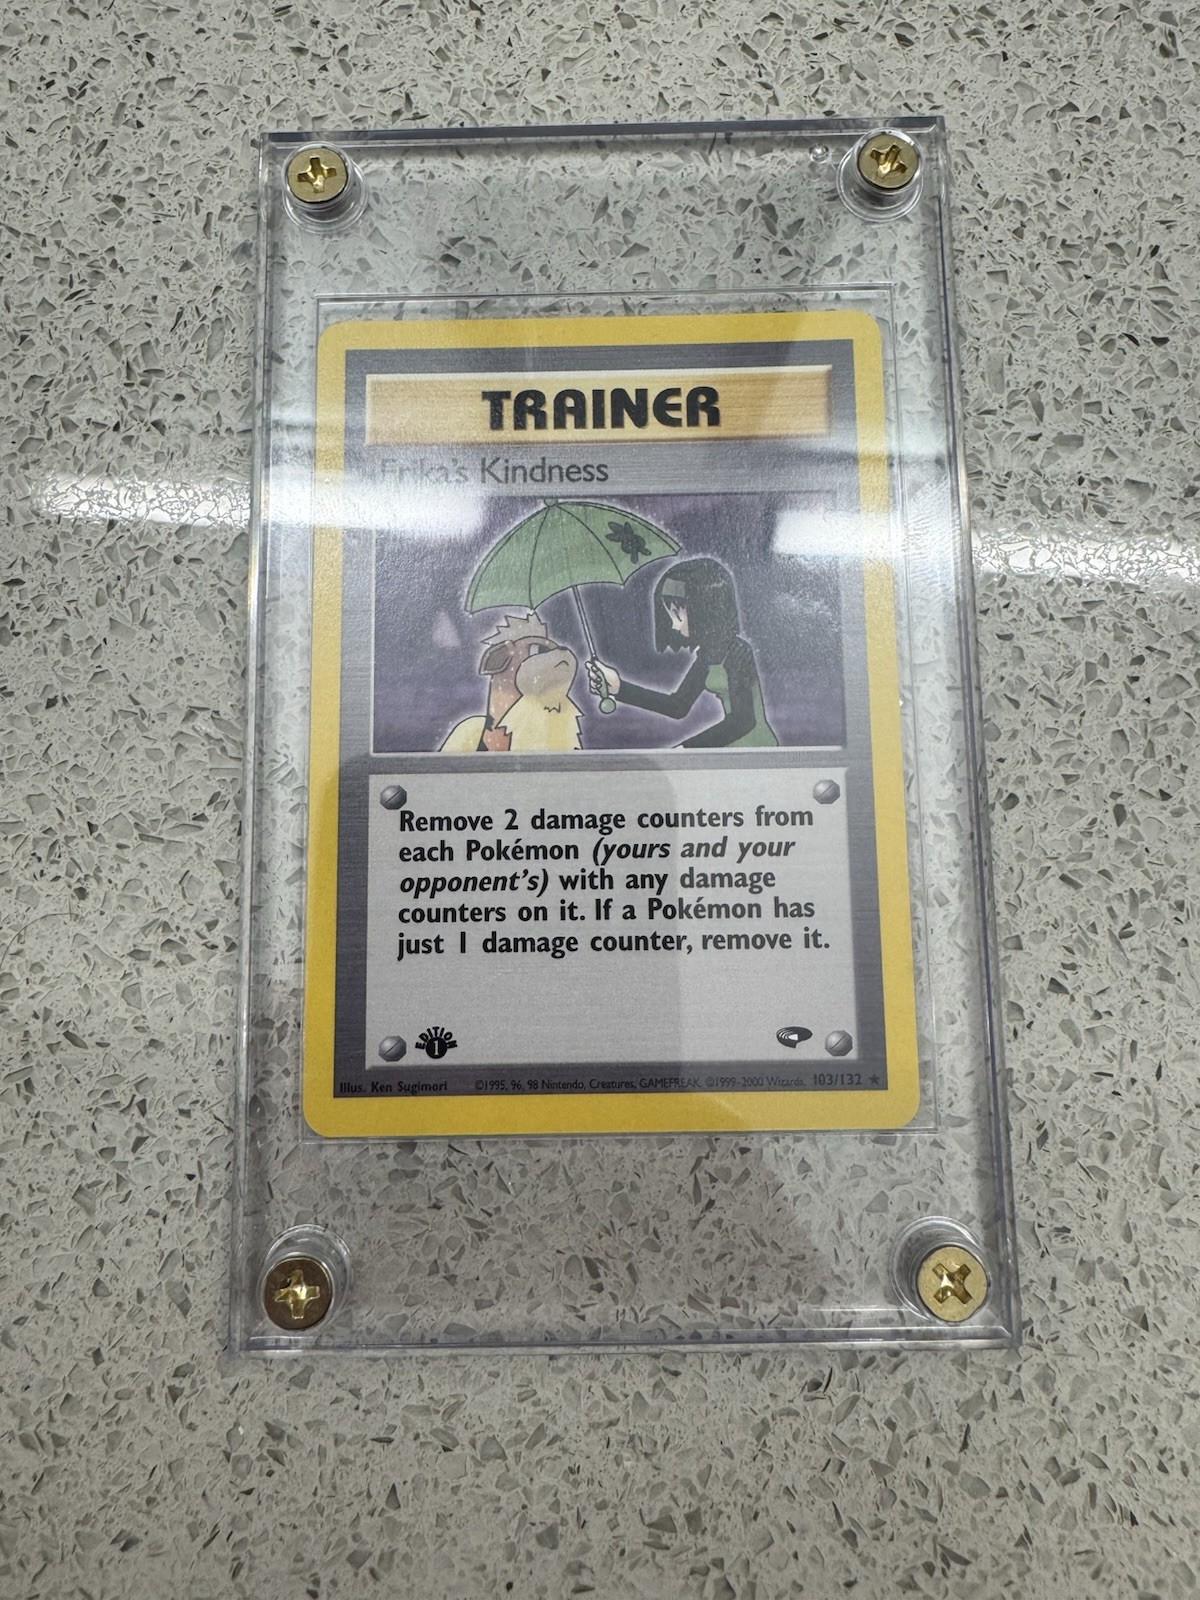 TRAINER
Erika's Kindness
Remove 2 damage counters from
each Pokémon (yours and your
opponent's) with any damage
counters on it. If a Pokémon has
just 1 damage counter, remove it.
EDITION
1
Illus. Ken Sugimori ©1995, 96, 98 Nintendo, Creatures, GAMEFREAK. ©1999-2000 Wizards. 103/132 ★